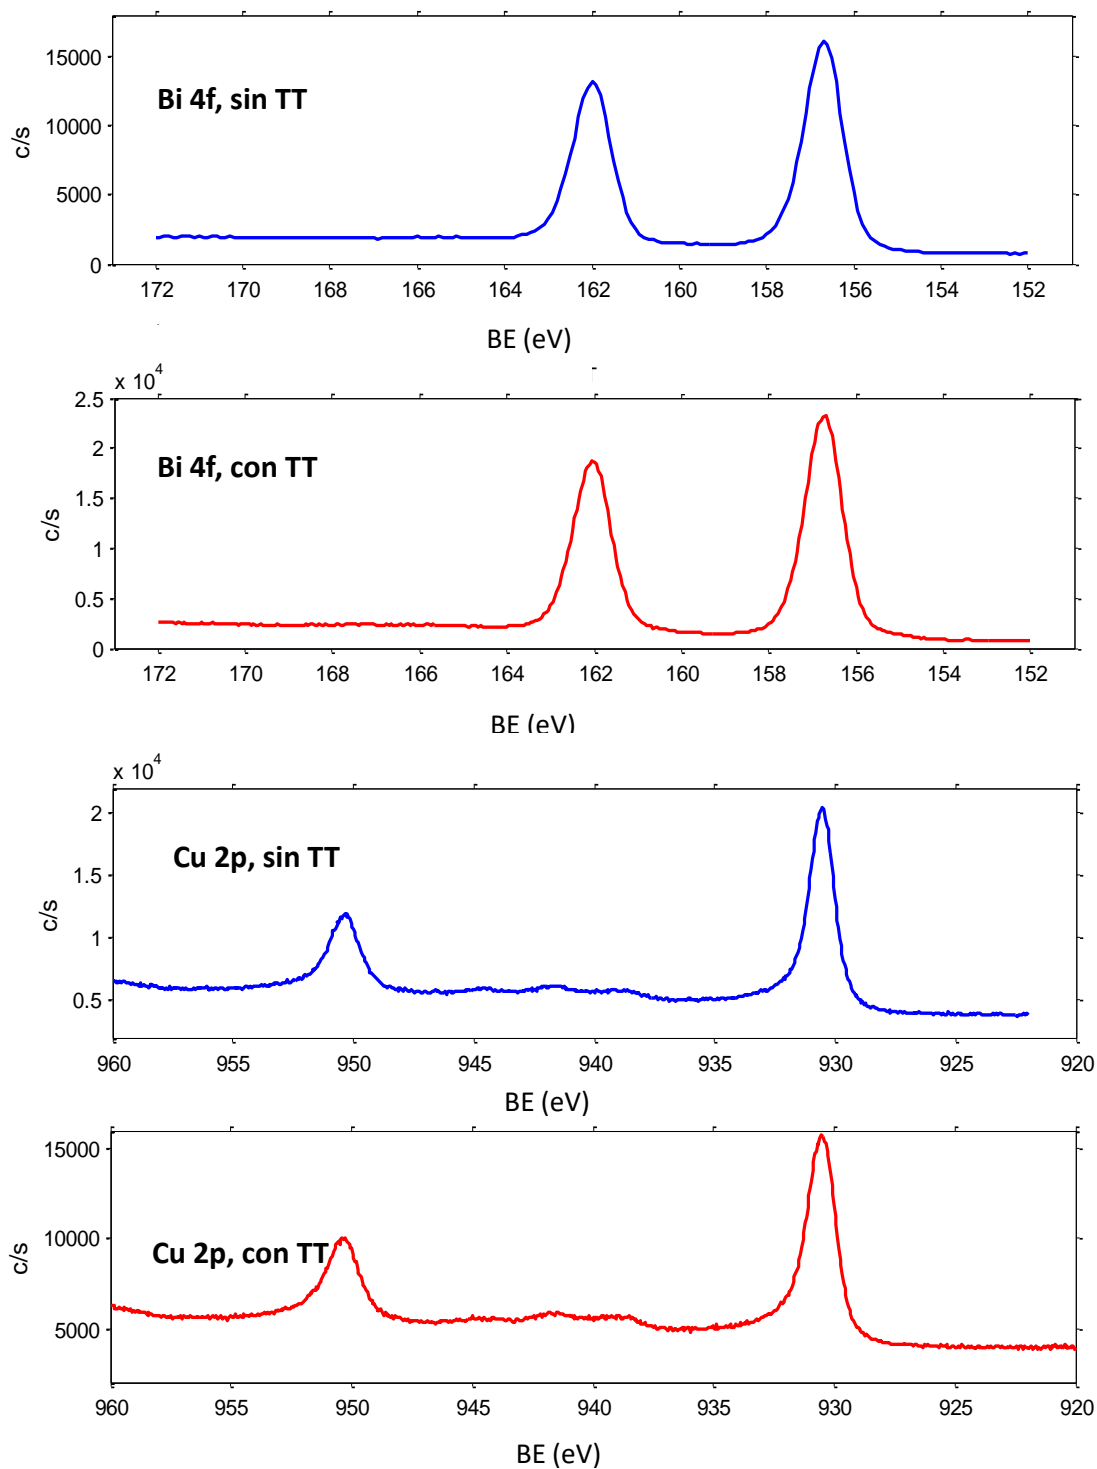 15000
Bi 4f, sin TT
10000
c/s
5000
0
172 170 168 166 164 162 160 158 156 154 152
BE (eV)
x 10^4
2.5
Bi 4f, con TT
2
1.5
c/s
1
0.5
0
172 170 168 166 164 162 160 158 156 154 152
BE (eV)
x 10^4
2
Cu 2p, sin TT
1.5
c/s
1
0.5
960 955 950 945 940 935 930 925 920
BE (eV)
15000
10000
Cu 2p, con TT
c/s
5000
960 955 950 945 940 935 930 925 920
BE (eV)